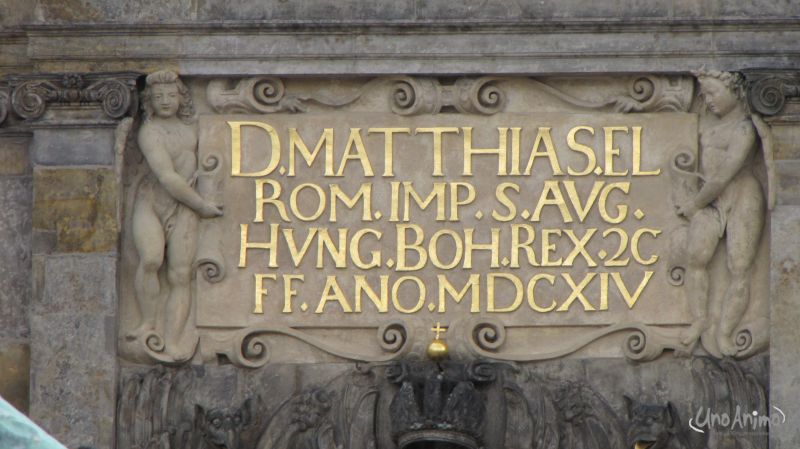 D.MATTHIAS.EL
ROM.IMP.S.AVG.
HVNG.BOH.REX.2C
FF.ANO.MDCXIV
UnoAnimo